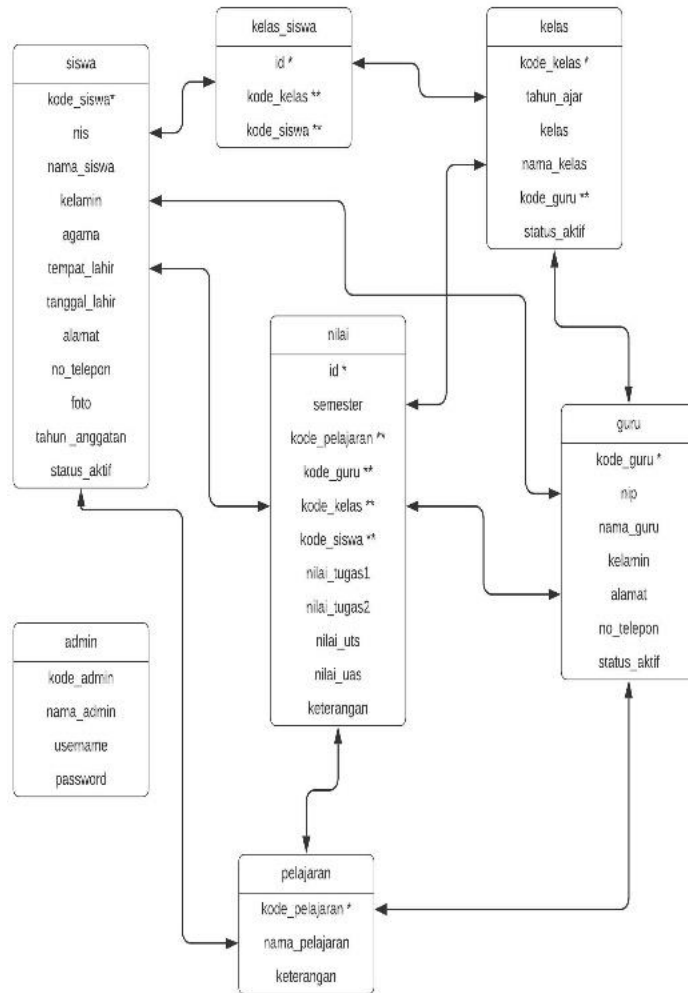 kelas_siswa
id *
kode_kelas **
kode_siswa **
kelas
kode_kelas *
tahun_ajar
kelas
nama_kelas
kode_guru **
status_aktif
siswa
kode_siswa*
nis
nama_siswa
kelamin
agama
tempat_lahir
tanggal_lahir
alamat
no_telepon
foto
tahun _anggatan
status_aktif
nilai
id *
semester
kode_pelajaran **
kode_guru **
kode_kelas **
kode_siswa **
nilai_tugas1
nilai_tugas2
nilai_uts
nilai_uas
keterangan
guru
kode_guru *
nip
nama_guru
kelamin
alamat
no_telepon
status_aktif
admin
kode_admin
nama_admin
username
password
pelajaran
kode_pelajaran *
nama_pelajaran
keterangan